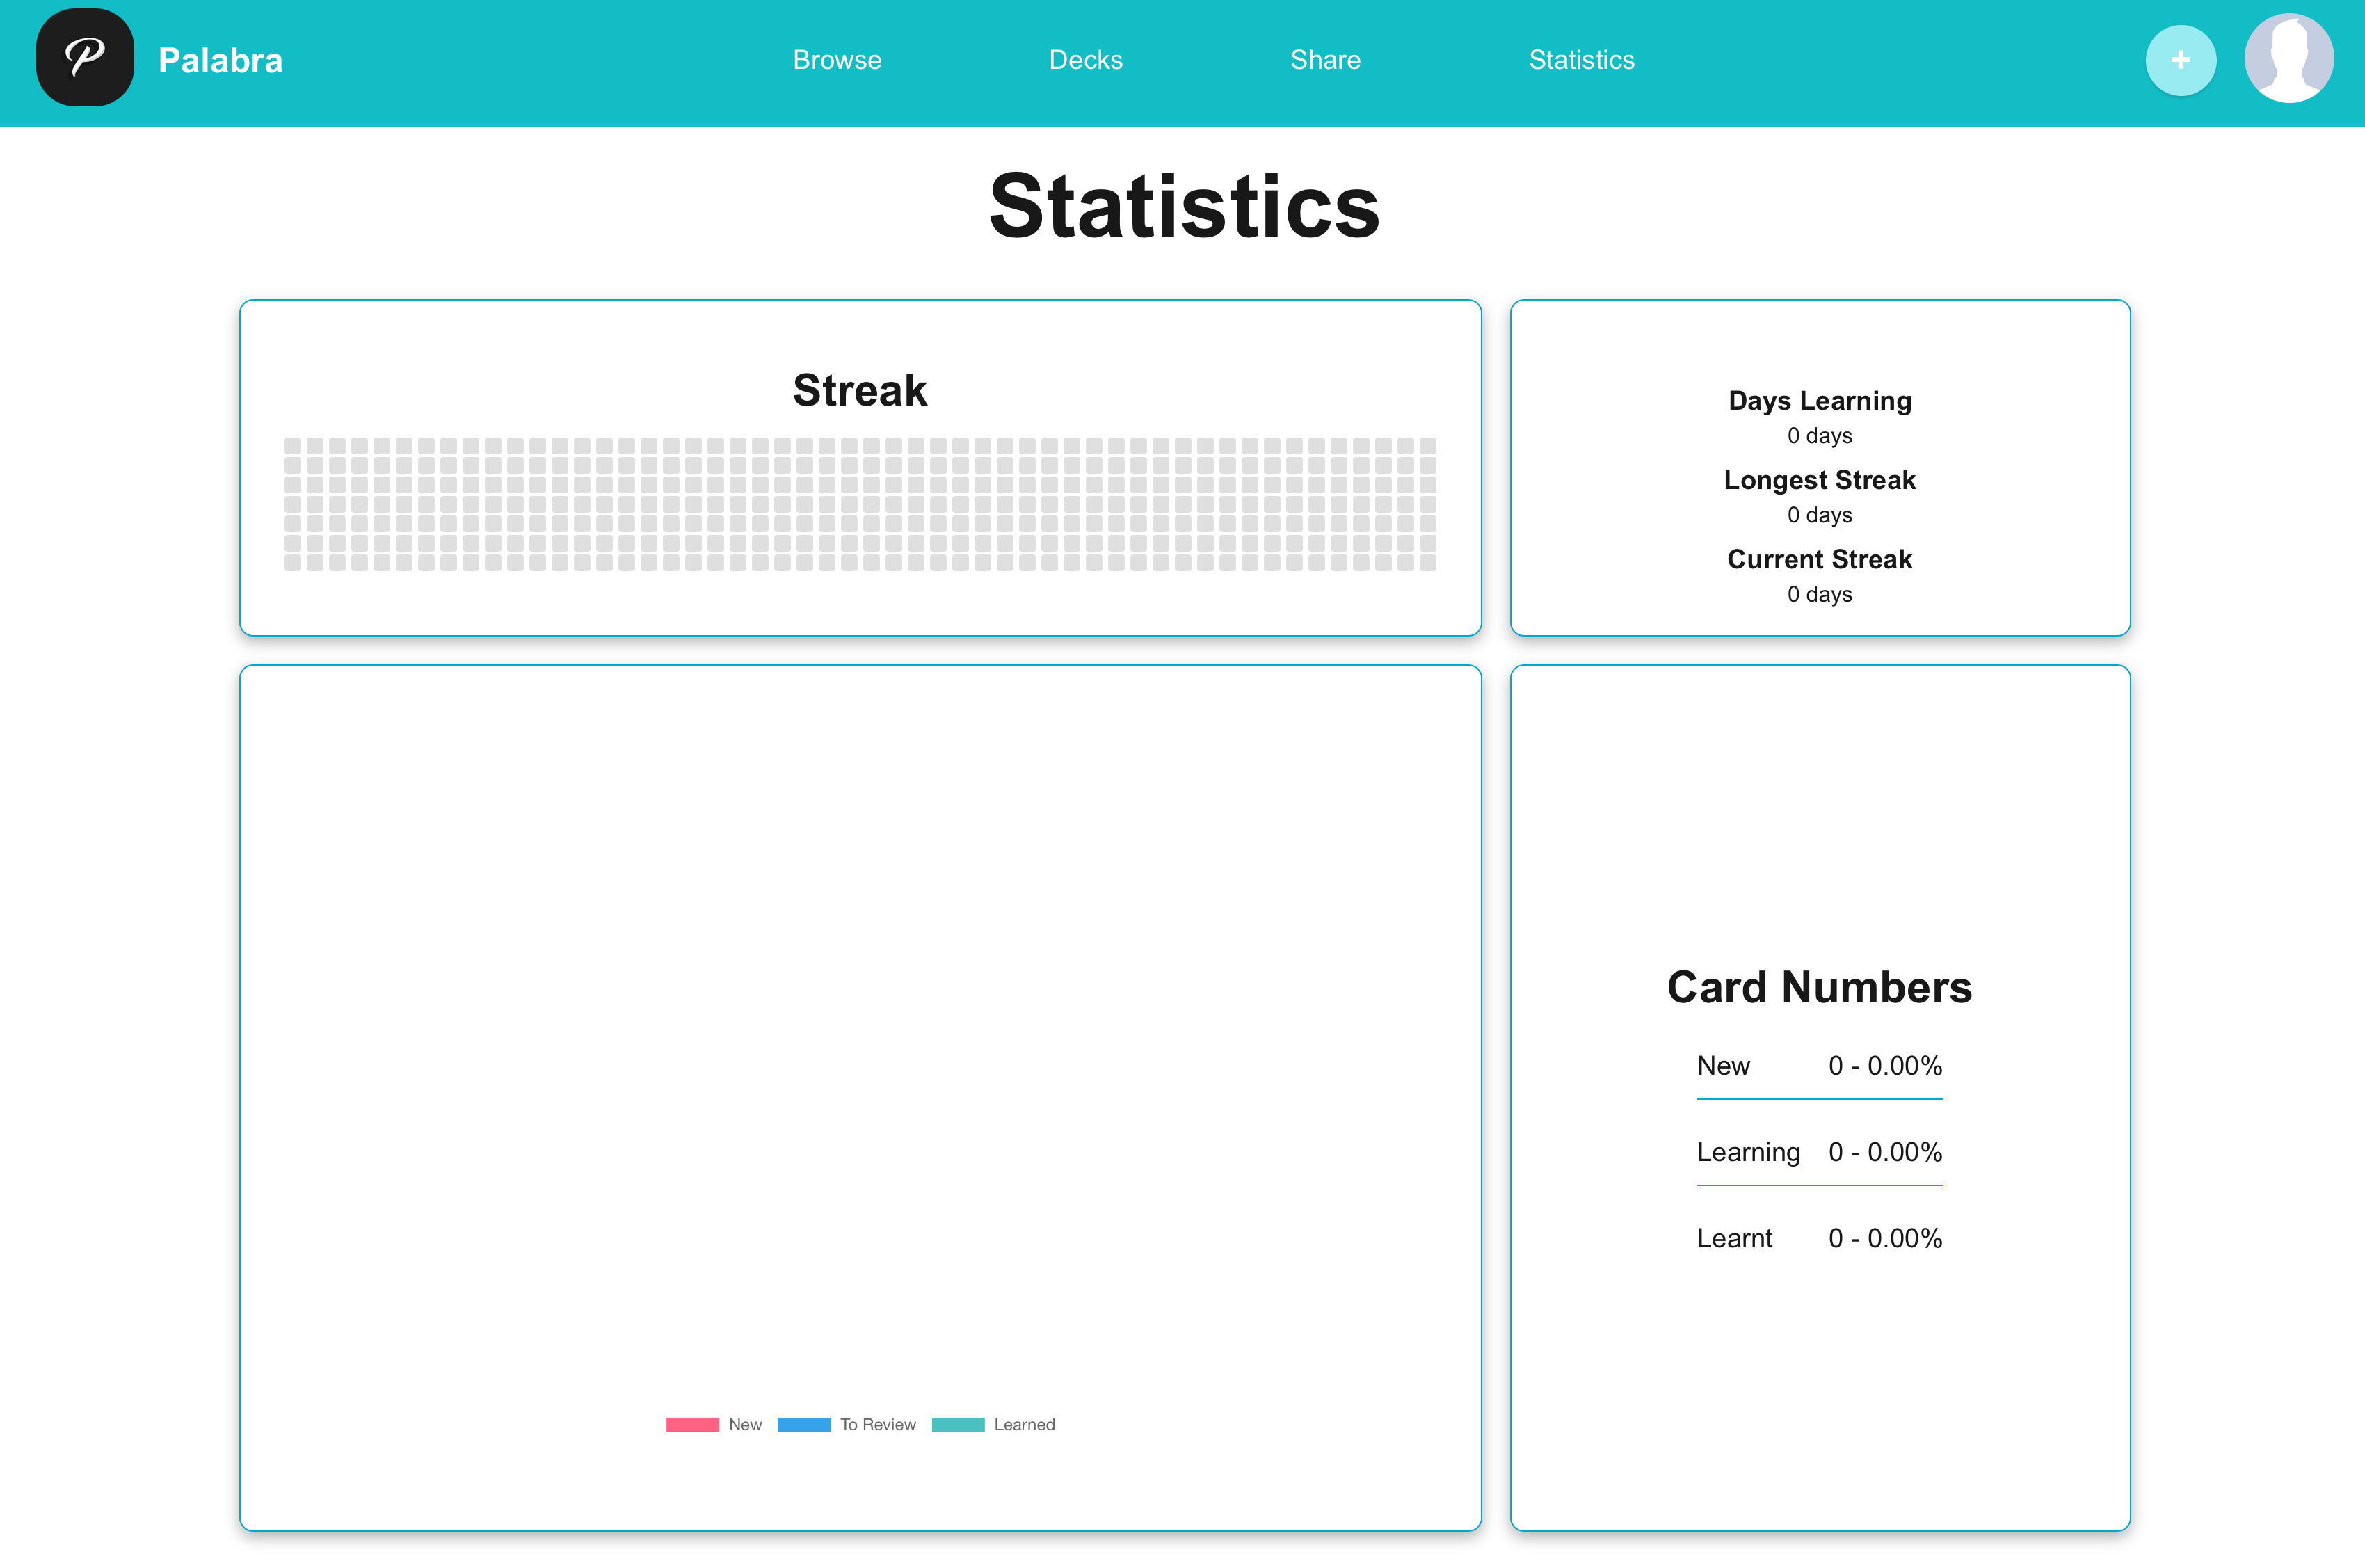 P
Palabra
Browse
Decks
Share
Statistics
+
Statistics
Streak
Days Learning
0 days
Longest Streak
0 days
Current Streak
0 days
New
To Review
Learned
Card Numbers
New 0 - 0.00%
Learning 0 - 0.00%
Learnt 0 - 0.00%